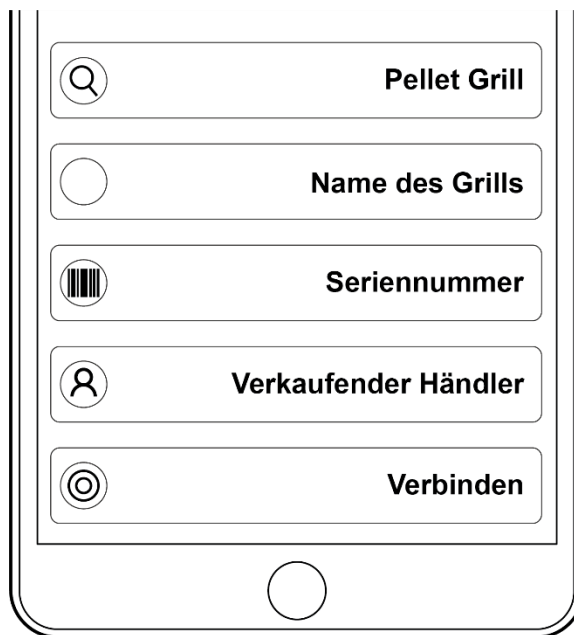 Pellet Grill
Name des Grills
Seriennummer
Verkaufender Händler
Verbinden